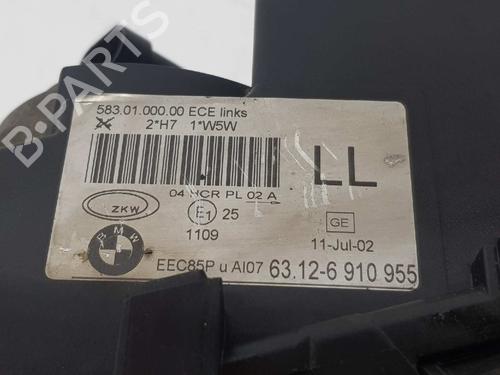 583.01.000.00 ECE links
2*H7 1*W5W
LL
04 HCR PL 02 A
ZKW
E1 25
GE
1109
11-Jul-02
BMW
EEC85P u AI07 63.12-6 910 955
B-PARTS